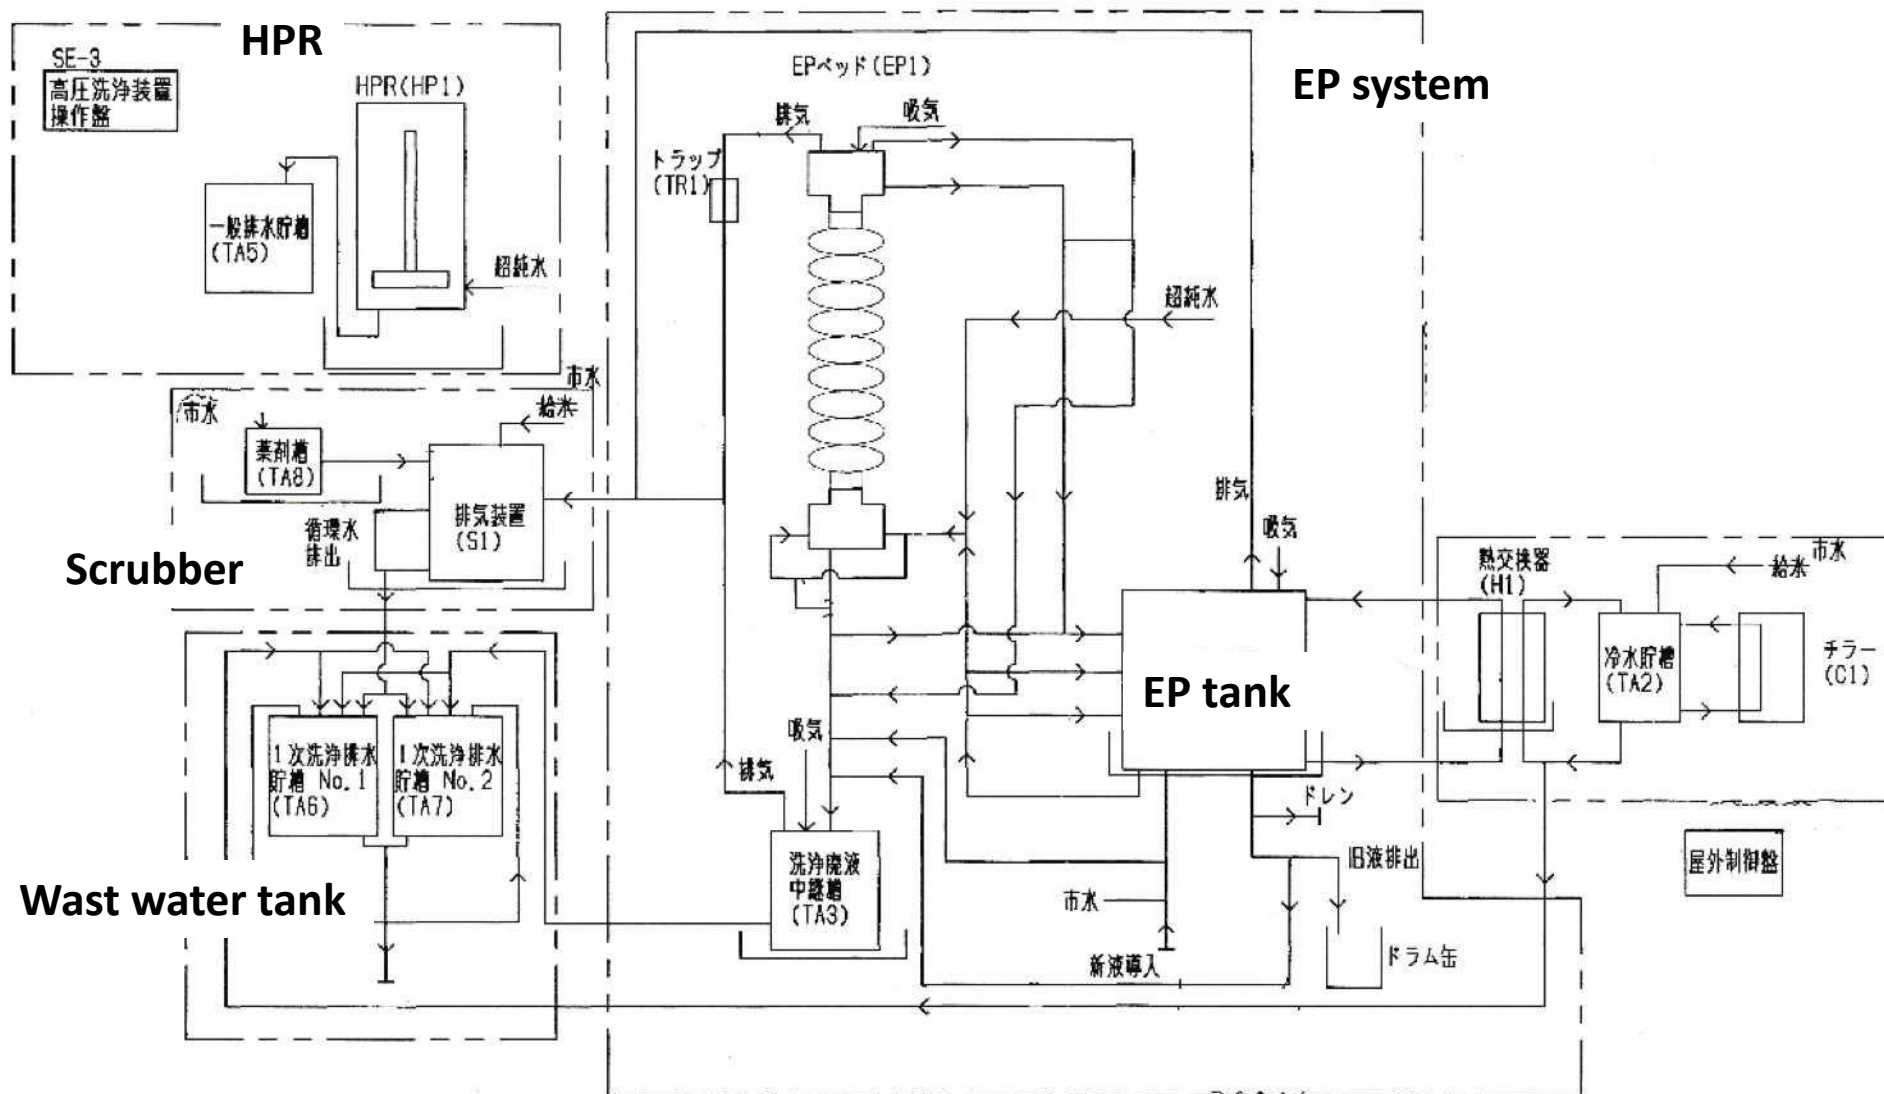 HPR
SE-3
高圧洗浄装置
操作盤
HPR(HP1)
一般排水貯槽
(TA5)
超純水
EPベッド(EP1)
EP system
排気
吸気
トラップ
(TR1)
超純水
市水
市水
給水
薬剤槽
(TA8)
排気装置
(S1)
循環水
排出
Scrubber
排気
吸気
熱交換器
(H1)
市水
給水
冷水貯槽
(TA2)
チラー
(C1)
EP tank
1次洗浄排水
貯槽 No.1
(TA6)
1次洗浄排水
貯槽 No.2
(TA7)
Wast water tank
吸気
排気
洗浄廃液
中継槽
(TA3)
ドレン
旧液排出
市水
新液導入
ドラム缶
屋外制御盤